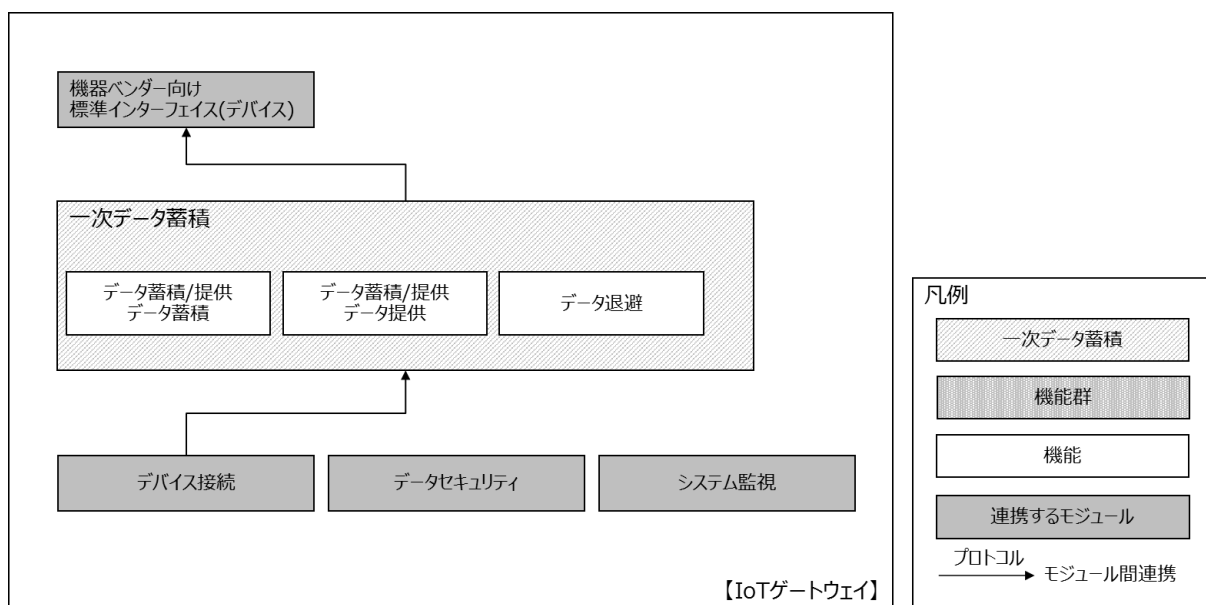 機器ベンダー向け
標準インターフェイス(デバイス)
一次データ蓄積
データ蓄積/提供
データ蓄積
データ蓄積/提供
データ提供
データ退避
デバイス接続
データセキュリティ
システム監視
【IoTゲートウェイ】
凡例
一次データ蓄積
機能群
機能
連携するモジュール
プロトコル
モジュール間連携